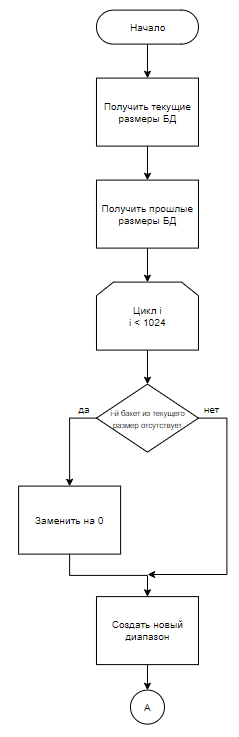 Начало
Получить текущие
размеры БД
Получить прошлые
размеры БД
Цикл i
i < 1024
i-й бакет из текущего
размер отсутствует
да
нет
Заменить на 0
Создать новый
диапазон
А